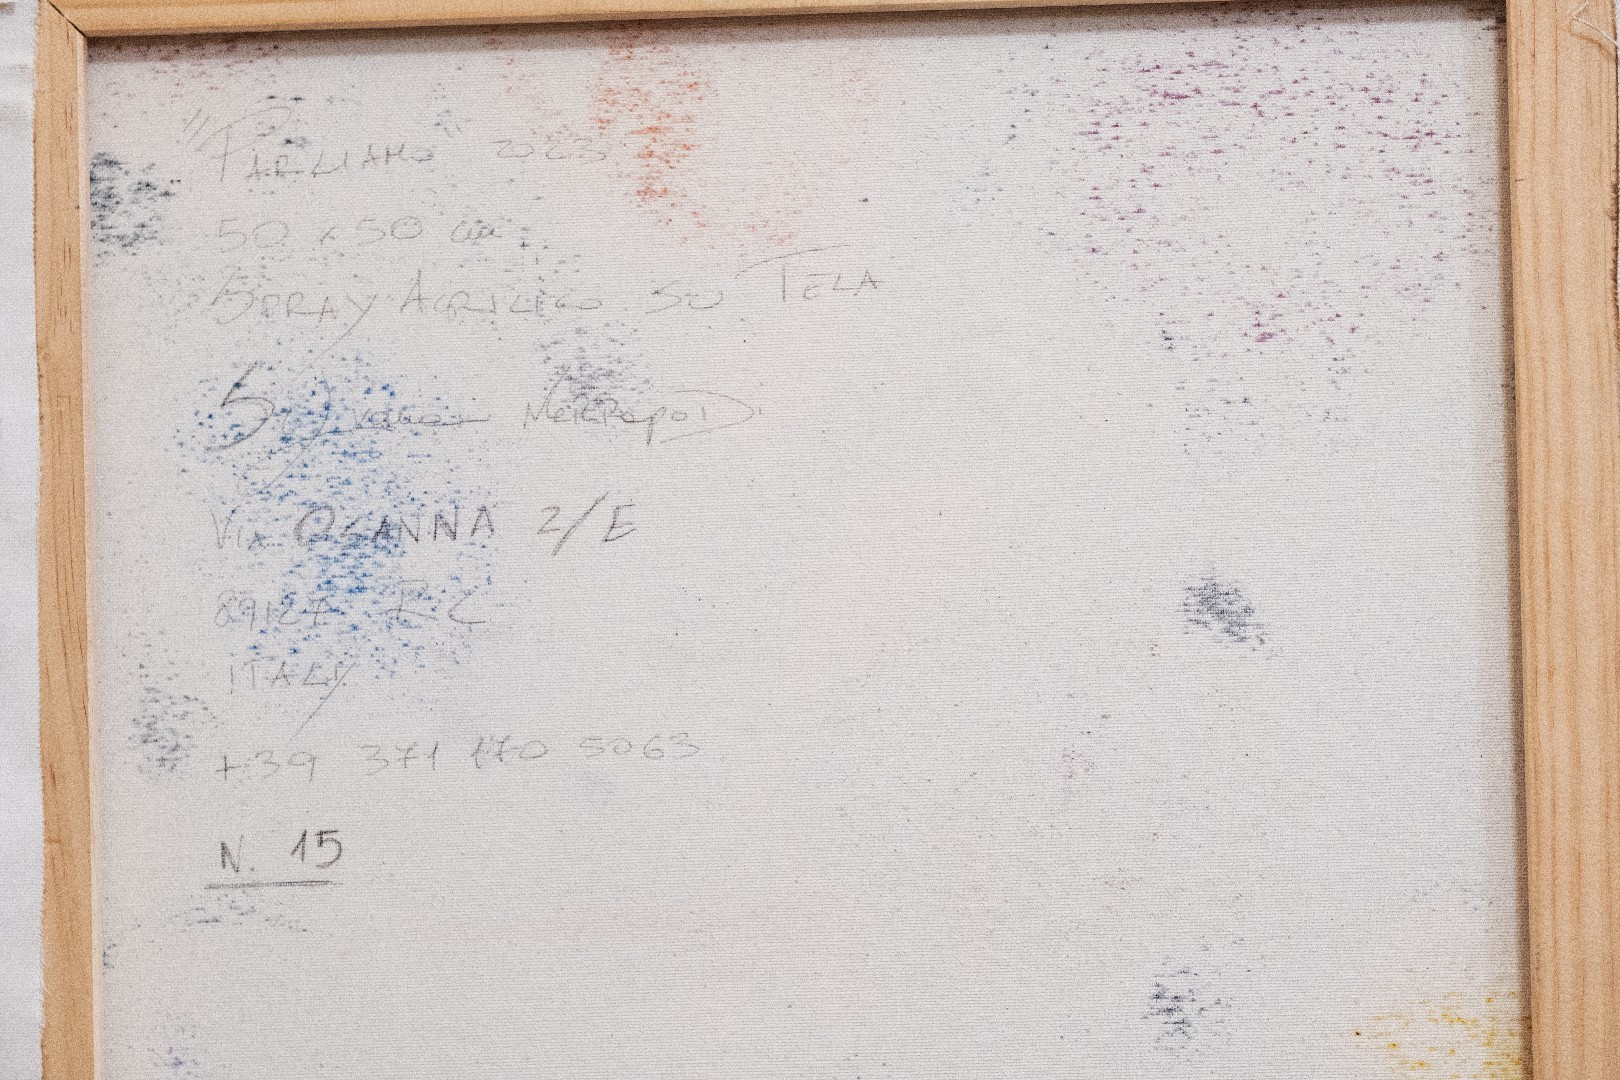 "Parliamo" 2023
50 x 50 cm
Spray Acrilico su Tela
Via Osanna 2/E
89127 RC
Italy
+39 371 170 5063
N. 15